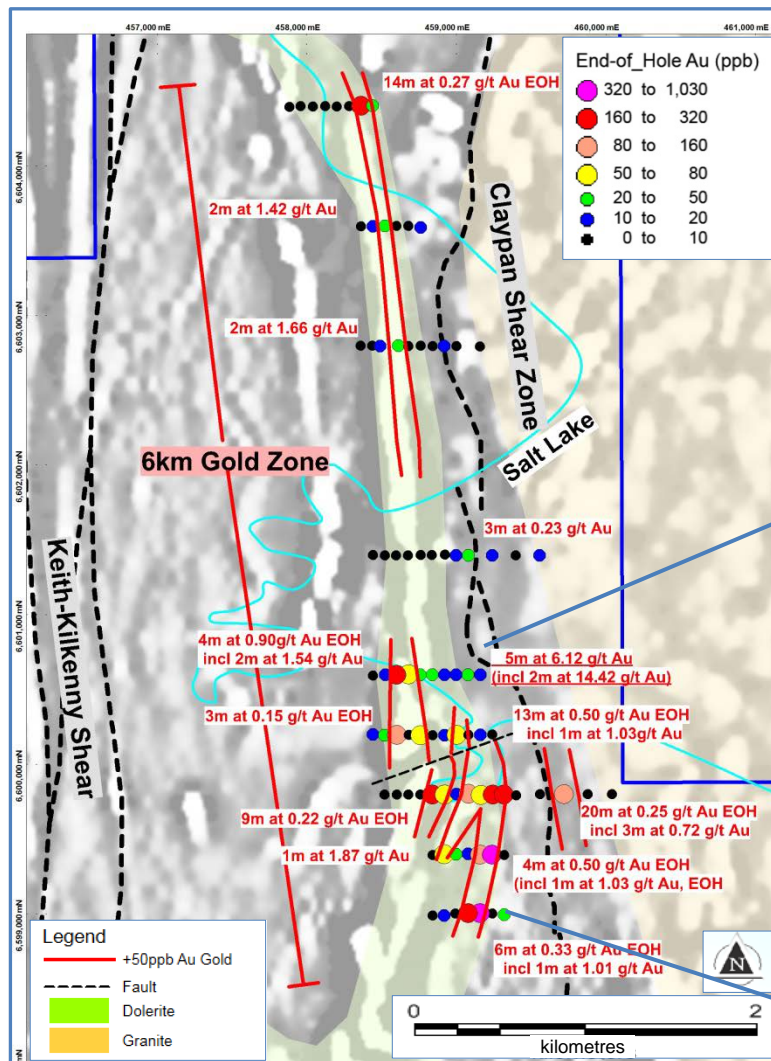 457,000 mE
458,000 mE
459,000 mE
460,000 mE
461,000 mE
End-of_Hole Au (ppb)
320 to 1,030
160 to 320
80 to 160
50 to 80
20 to 50
10 to 20
0 to 10
14m at 0.27 g/t Au EOH
6,604,000 mN
2m at 1.42 g/t Au
Claypan Shear Zone
6,603,000 mN
2m at 1.66 g/t Au
Salt Lake
6km Gold Zone
6,602,000 mN
3m at 0.23 g/t Au
Keith-Kilkenny Shear
6,601,000 mN
4m at 0.90g/t Au EOH
incl 2m at 1.54 g/t Au
5m at 6.12 g/t Au
(incl 2m at 14.42 g/t Au)
3m at 0.15 g/t Au EOH
13m at 0.50 g/t Au EOH
incl 1m at 1.03g/t Au
6,600,000 mN
9m at 0.22 g/t Au EOH
20m at 0.25 g/t Au EOH
incl 3m at 0.72 g/t Au
1m at 1.87 g/t Au
4m at 0.50 g/t Au EOH
(incl 1m at 1.03 g/t Au, EOH
6,599,000 mN
6m at 0.33 g/t Au EOH
incl 1m at 1.01 g/t Au
Legend
+50ppb Au Gold
Fault
Dolerite
Granite
N
0 2
kilometres